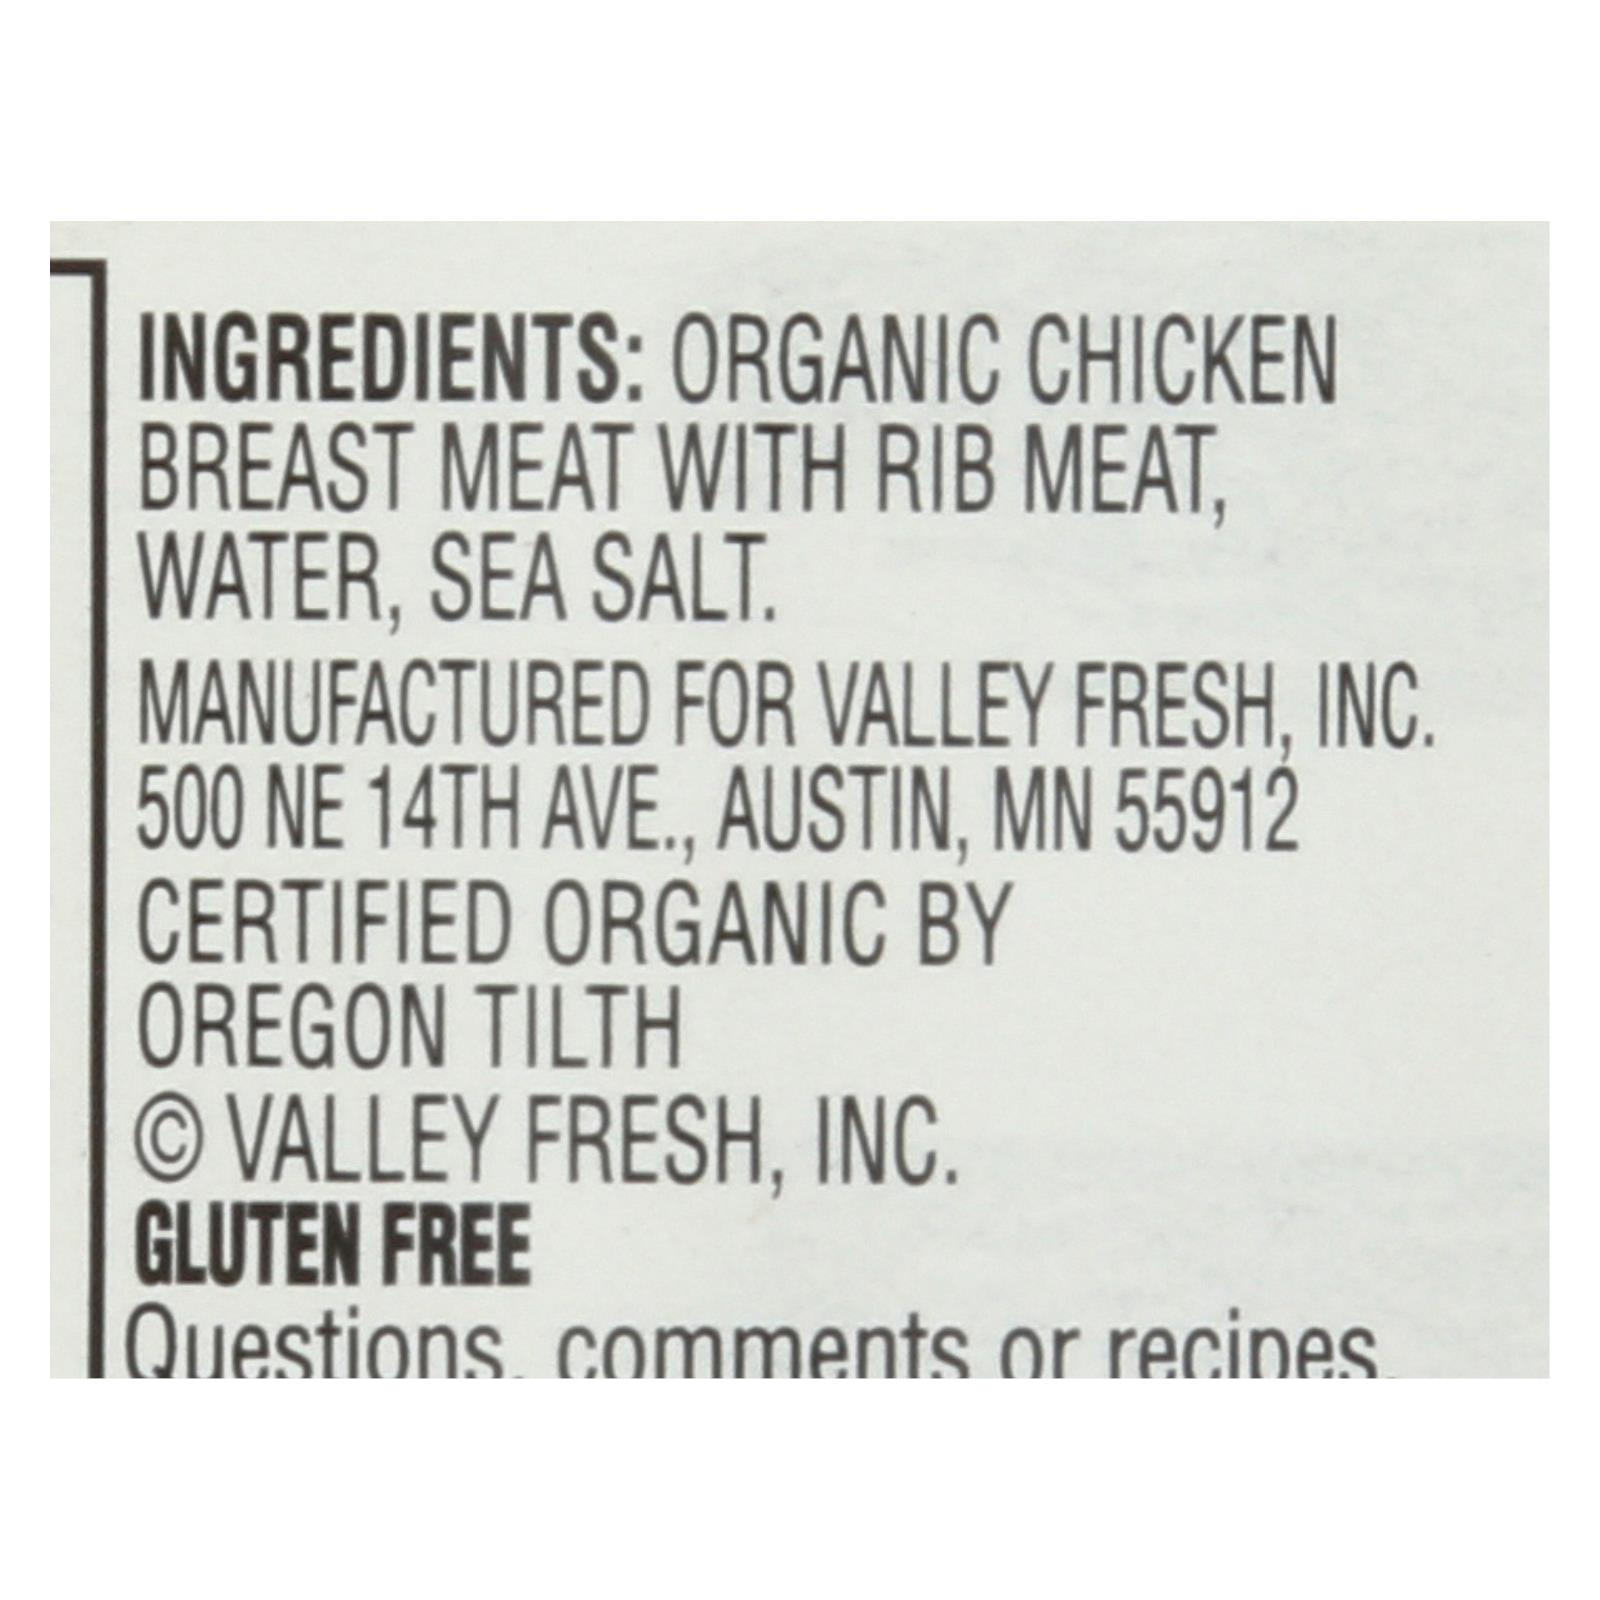 INGREDIENTS: ORGANIC CHICKEN
BREAST MEAT WITH RIB MEAT,
WATER, SEA SALT.
MANUFACTURED FOR VALLEY FRESH, INC.
500 NE 14TH AVE., AUSTIN, MN 55912
CERTIFIED ORGANIC BY
OREGON TILTH
© VALLEY FRESH, INC.
GLUTEN FREE
Questions, comments or recipes,